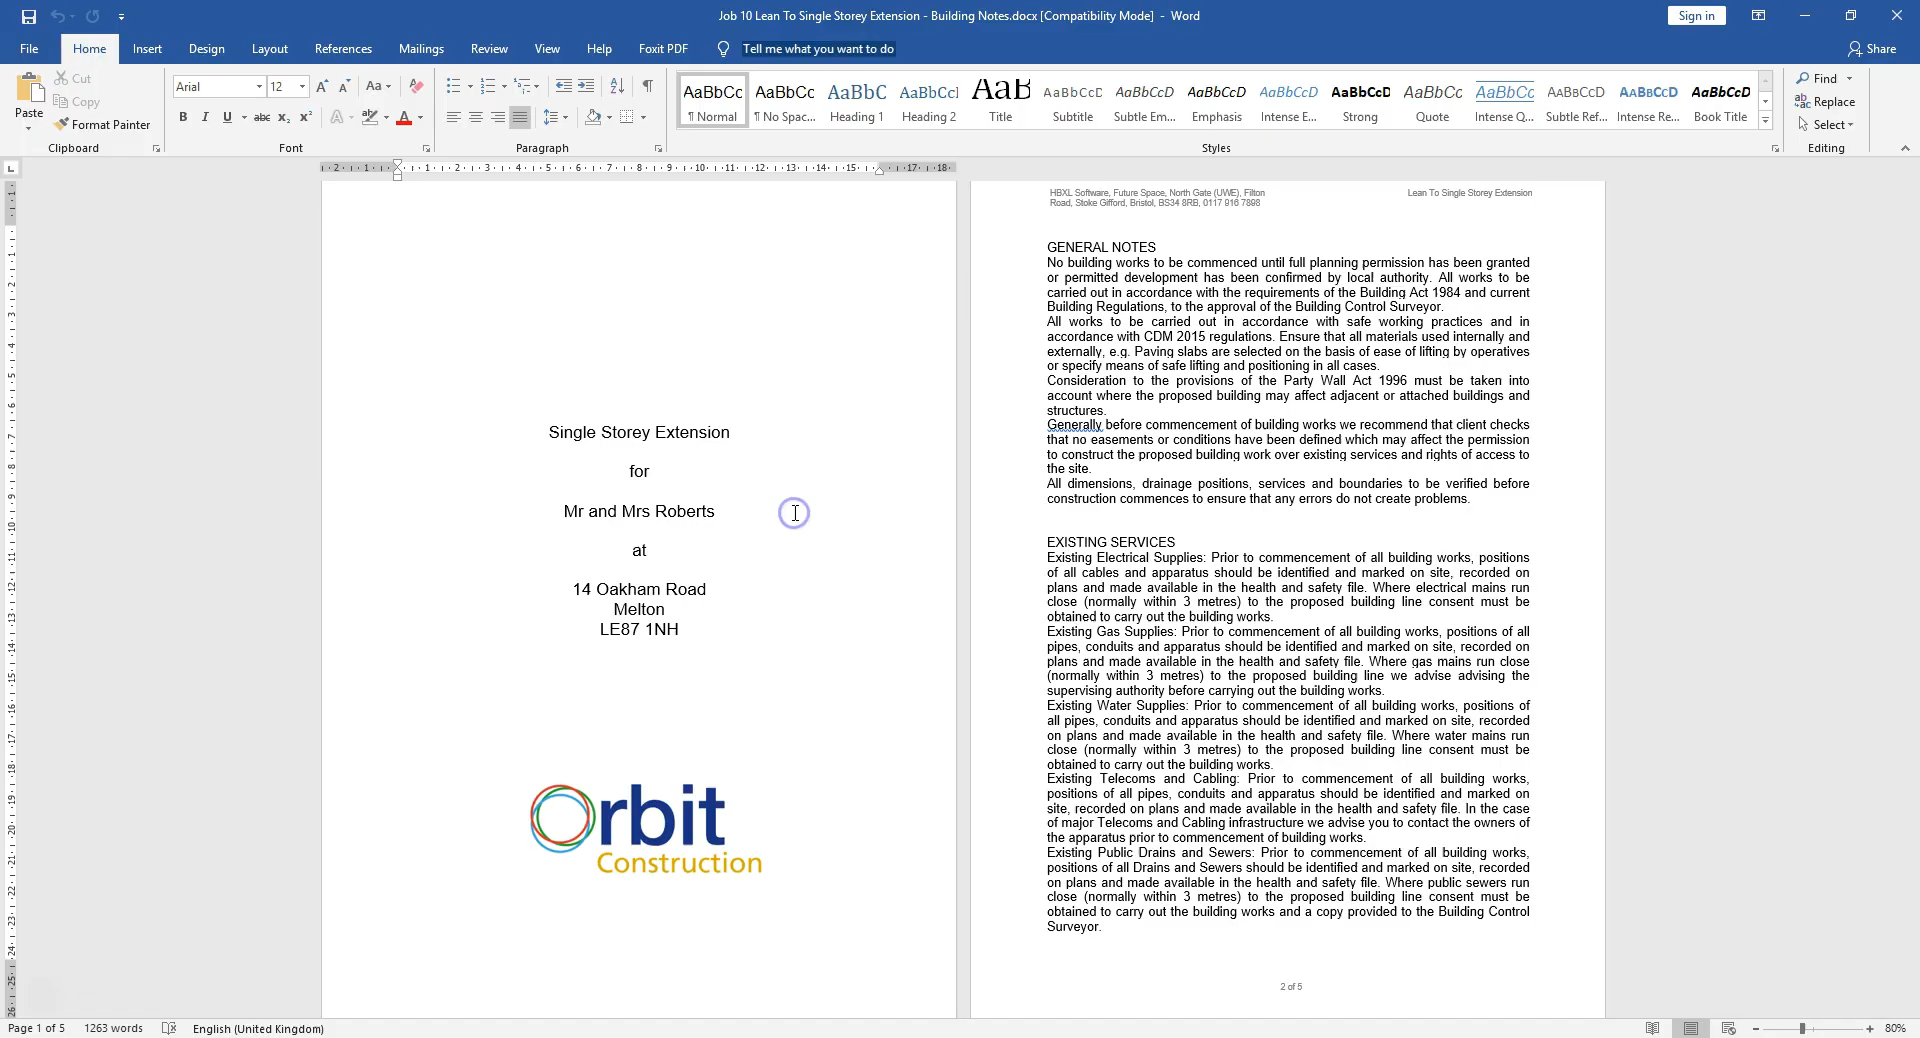 Job 10 Lean To Single Storey Extension - Building Notes.docx [Compatibility Mode] - Word
Sign in
File Home Insert Design Layout References Mailings Review View Help Foxit PDF Tell me what you want to do Share
Paste
Cut
Copy
Format Painter
Clipboard
Arial 12
Font
Paragraph
AaBbCc AaBbCc AaBbC AaBbCcI AaB AaBbCcC AaBbCcD AaBbCcD AaBbCcD AaBbCcD AaBbCc AaBbCc AaBbCcD AaBbCcD AaBbCcD
¶ Normal ¶ No Spac... Heading 1 Heading 2 Title Subtitle Subtle Em... Emphasis Intense E... Strong Quote Intense Q... Subtle Ref... Intense Re... Book Title
Styles
Find
Replace
Select
Editing
Single Storey Extension
for
Mr and Mrs Roberts
at
14 Oakham Road
Melton
LE87 1NH
Orbit
Construction
HBXL Software, Future Space, North Gate (UWE), Filton
Road, Stoke Gifford, Bristol, BS34 8RB, 0117 916 7898
Lean To Single Storey Extension
GENERAL NOTES
No building works to be commenced until full planning permission has been granted
or permitted development has been confirmed by local authority. All works to be
carried out in accordance with the requirements of the Building Act 1984 and current
Building Regulations, to the approval of the Building Control Surveyor.
All works to be carried out in accordance with safe working practices and in
accordance with CDM 2015 regulations. Ensure that all materials used internally and
externally, e.g. Paving slabs are selected on the basis of ease of lifting by operatives
or specify means of safe lifting and positioning in all cases.
Consideration to the provisions of the Party Wall Act 1996 must be taken into
account where the proposed building may affect adjacent or attached buildings and
structures.
Generally before commencement of building works we recommend that client checks
that no easements or conditions have been defined which may affect the permission
to construct the proposed building work over existing services and rights of access to
the site.
All dimensions, drainage positions, services and boundaries to be verified before
construction commences to ensure that any errors do not create problems.
EXISTING SERVICES
Existing Electrical Supplies: Prior to commencement of all building works, positions
of all cables and apparatus should be identified and marked on site, recorded on
plans and made available in the health and safety file. Where electrical mains run
close (normally within 3 metres) to the proposed building line consent must be
obtained to carry out the building works.
Existing Gas Supplies: Prior to commencement of all building works, positions of all
pipes, conduits and apparatus should be identified and marked on site, recorded on
plans and made available in the health and safety file. Where gas mains run close
(normally within 3 metres) to the proposed building line we advise advising the
supervising authority before carrying out the building works.
Existing Water Supplies: Prior to commencement of all building works, positions of
all pipes, conduits and apparatus should be identified and marked on site, recorded
on plans and made available in the health and safety file. Where water mains run
close (normally within 3 metres) to the proposed building line consent must be
obtained to carry out the building works.
Existing Telecoms and Cabling: Prior to commencement of all building works,
positions of all pipes, conduits and apparatus should be identified and marked on
site, recorded on plans and made available in the health and safety file. In the case
of major Telecoms and Cabling infrastructure we advise you to contact the owners of
the apparatus prior to commencement of building works.
Existing Public Drains and Sewers: Prior to commencement of all building works,
positions of all Drains and Sewers should be identified and marked on site, recorded
on plans and made available in the health and safety file. Where public sewers run
close (normally within 3 metres) to the proposed building line consent must be
obtained to carry out the building works and a copy provided to the Building Control
Surveyor.
2 of 5
Page 1 of 5 1263 words English (United Kingdom) 80%